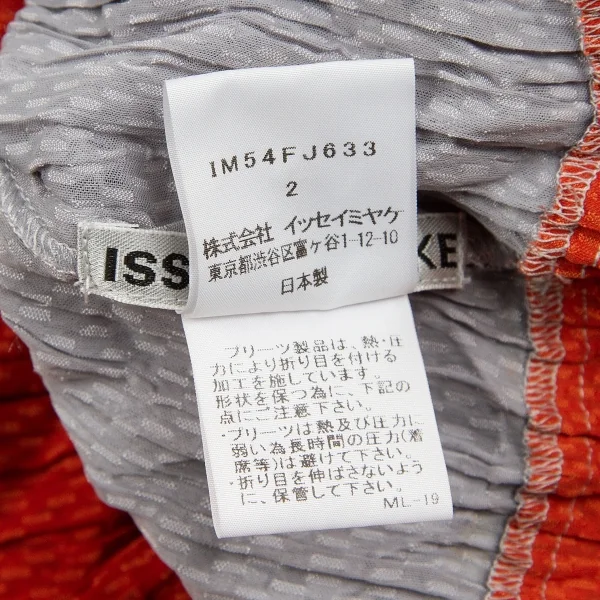 IM54FJ633
2
株式会社 イッセイミヤケ
東京都渋谷区富ヶ谷1-12-10
日本製
ISS KE
プリーツ製品は、熱・圧
力により折り目を付ける
加工を施しています。
形状を保つ為に、下記の
点にご注意下さい。
・プリーツは熱及び圧力に
弱い為長時間の圧力(着
席等)は避けて下さい。
・折り目を伸ばさないよう
に、保管して下さい。
ML-19